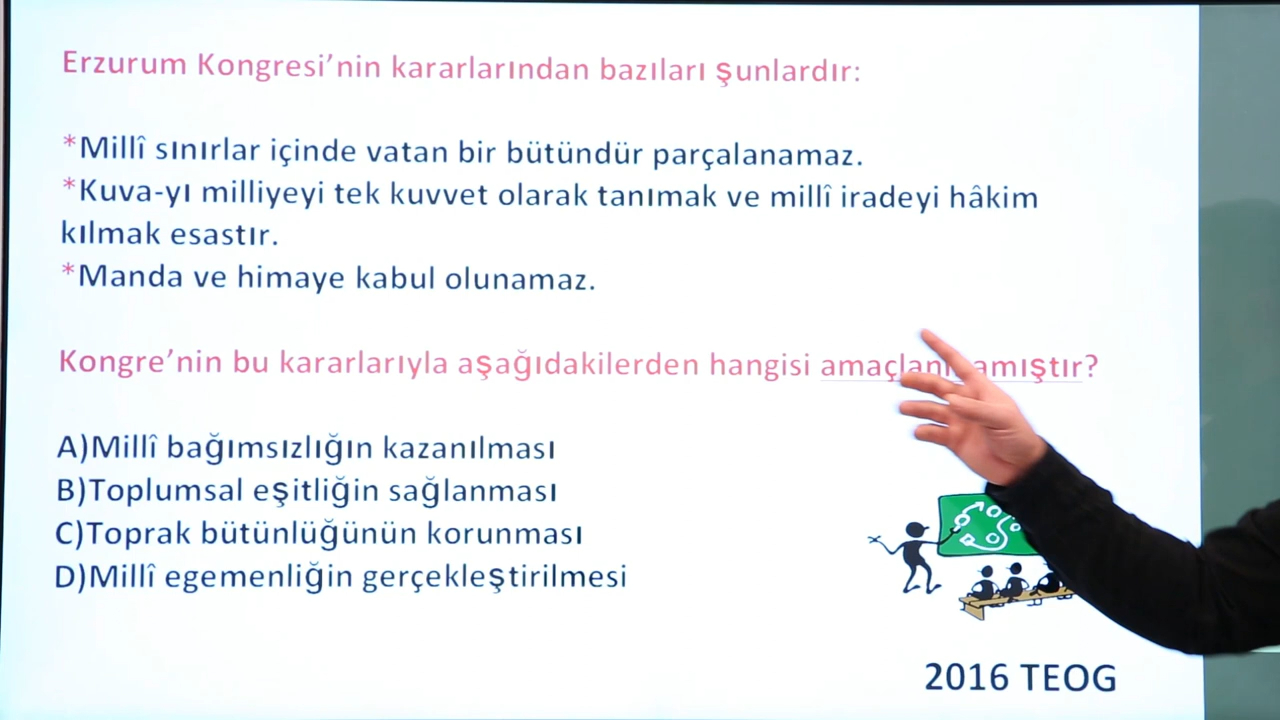 Erzurum Kongresi’nin kararlarından bazıları şunlardır:
*Millî sınırlar içinde vatan bir bütündür parçalanamaz.
*Kuva-yı milliyeyi tek kuvvet olarak tanımak ve millî iradeyi hâkim
kılmak esastır.
*Manda ve himaye kabul olunamaz.
Kongre’nin bu kararlarıyla aşağıdakilerden hangisi amaçlanmamıştır?
A)Millî bağımsızlığın kazanılması
B)Toplumsal eşitliğin sağlanması
C)Toprak bütünlüğünün korunması
D)Millî egemenliğin gerçekleştirilmesi
2016 TEOG